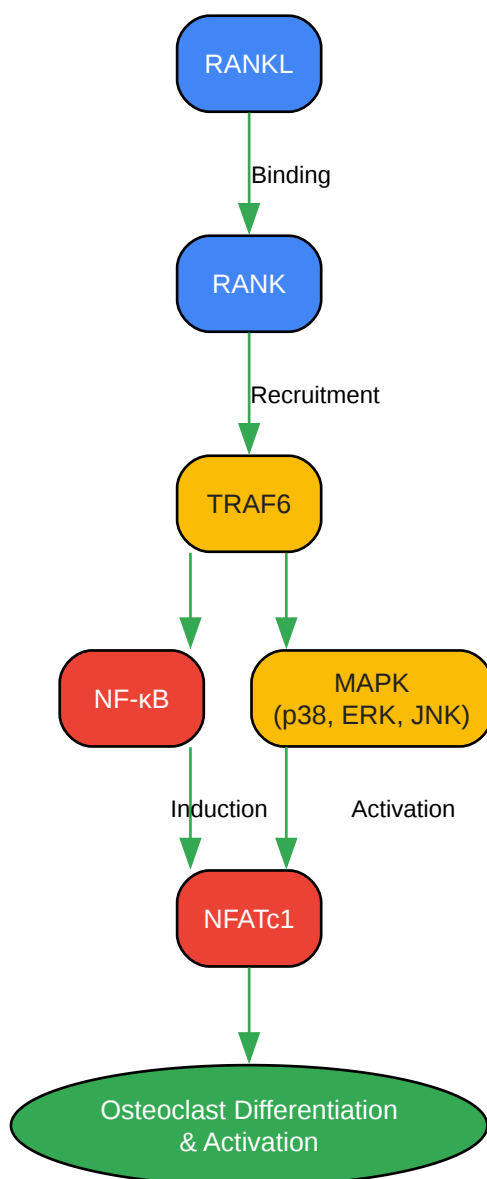 RANKL
Binding
RANK
Recruitment
TRAF6
NF-κB
MAPK
(p38, ERK, JNK)
Induction
Activation
NFATc1
Osteoclast Differentiation
& Activation